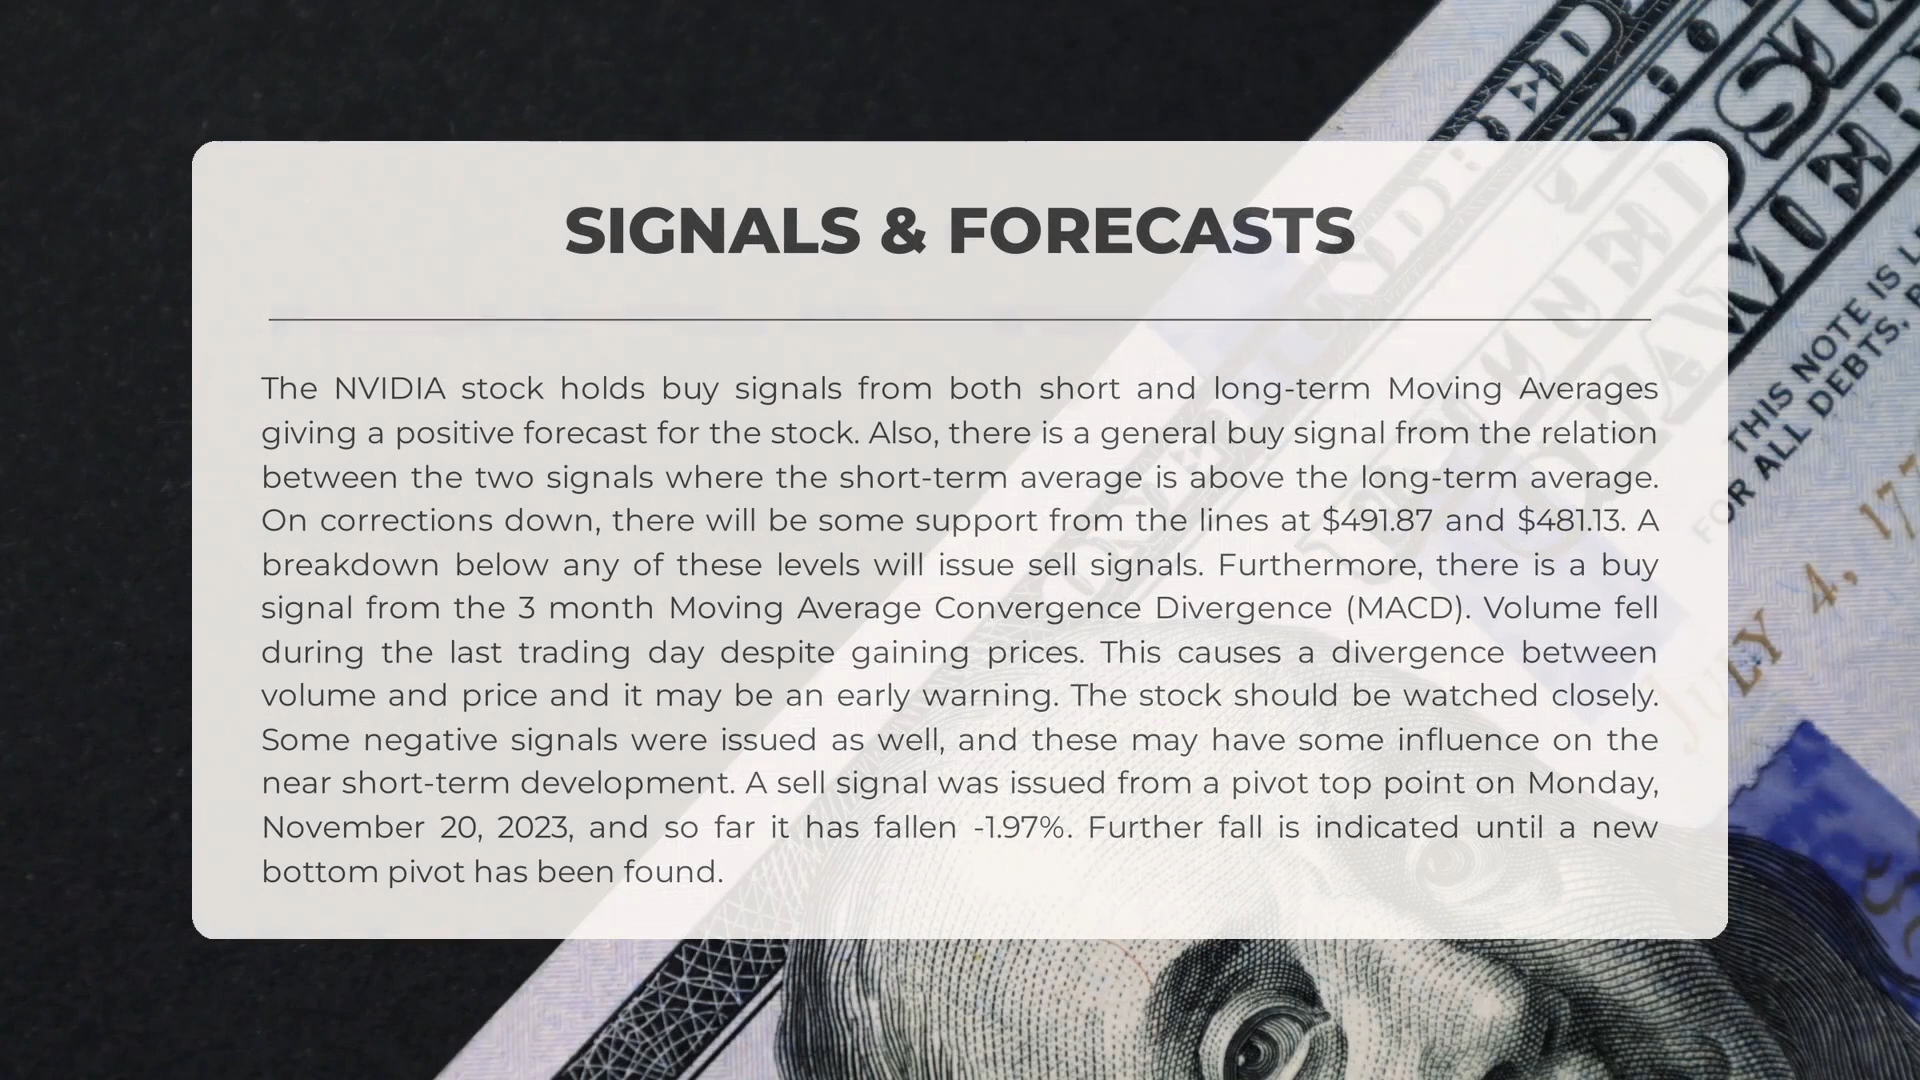 SIGNALS & FORECASTS
The NVIDIA stock holds buy signals from both short and long-term Moving Averages
giving a positive forecast for the stock. Also, there is a general buy signal from the relation
between the two signals where the short-term average is above the long-term average.
On corrections down, there will be some support from the lines at $491.87 and $481.13. A
breakdown below any of these levels will issue sell signals. Furthermore, there is a buy
signal from the 3 month Moving Average Convergence Divergence (MACD). Volume fell
during the last trading day despite gaining prices. This causes a divergence between
volume and price and it may be an early warning. The stock should be watched closely.
Some negative signals were issued as well, and these may have some influence on the
near short-term development. A sell signal was issued from a pivot top point on Monday,
November 20, 2023, and so far it has fallen -1.97%. Further fall is indicated until a new
bottom pivot has been found.
THIS NOTE IS
FOR ALL DEBTS,
JULY 4,